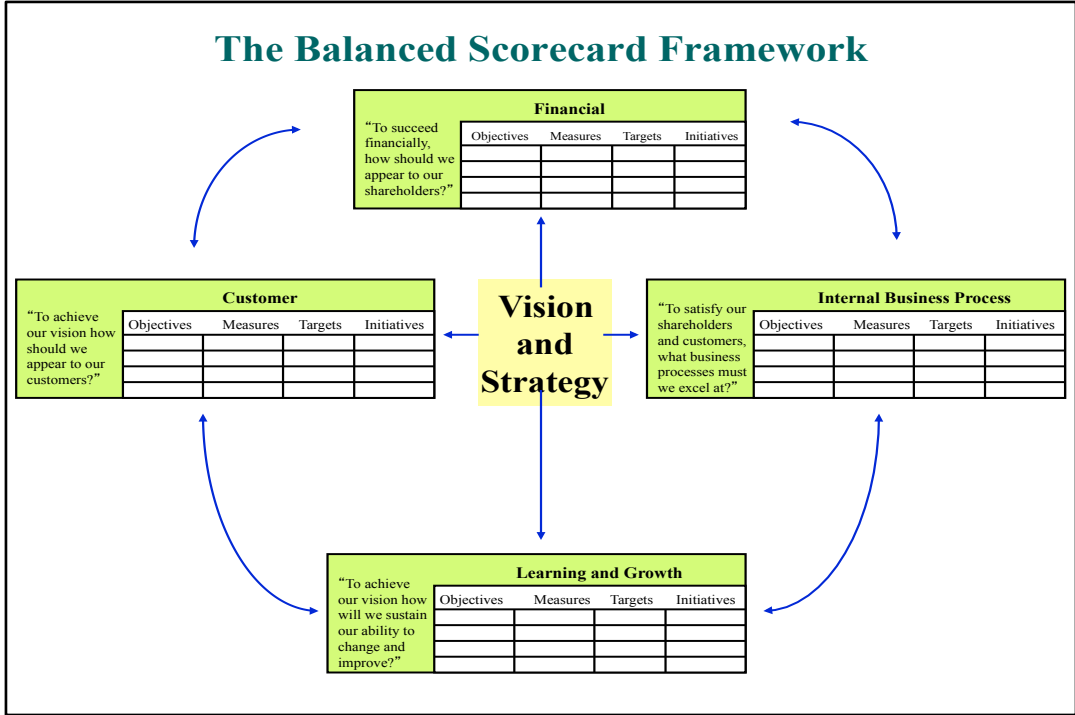 The Balanced Scorecard Framework
Financial
“To succeed
financially,
how should we
appear to our
shareholders?”
Objectives Measures Targets Initiatives
Customer
“To achieve
our vision how
should we
appear to our
customers?”
Objectives Measures Targets Initiatives
Vision
and
Strategy
Internal Business Process
“To satisfy our
shareholders
and customers,
what business
processes must
we excel at?”
Objectives Measures Targets Initiatives
Learning and Growth
“To achieve
our vision how
will we sustain
our ability to
change and
improve?”
Objectives Measures Targets Initiatives